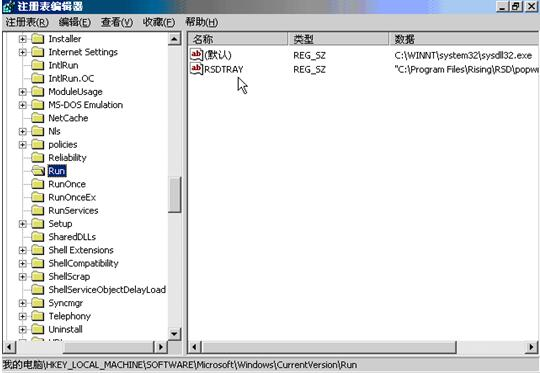 注册表编辑器
注册表(R) 编辑(E) 查看(V) 收藏(F) 帮助(H)
Installer
Internet Settings
IntlRun
IntlRun.OC
ModuleUsage
MS-DOS Emulation
NetCache
Nls
policies
Reliability
Run
RunOnce
RunOnceEx
RunServices
Setup
SharedDLLs
Shell Extensions
ShellCompatibility
ShellScrap
ShellServiceObjectDelayLoad
Syncmgr
Telephony
Uninstall
名称 类型 数据
ab (默认) REG_SZ C:\WINNT\system32\sysdll32.exe
ab RSDTRAY REG_SZ "C:\Program Files\Rising\RSD\popw
我的电脑\HKEY_LOCAL_MACHINE\SOFTWARE\Microsoft\Windows\CurrentVersion\Run